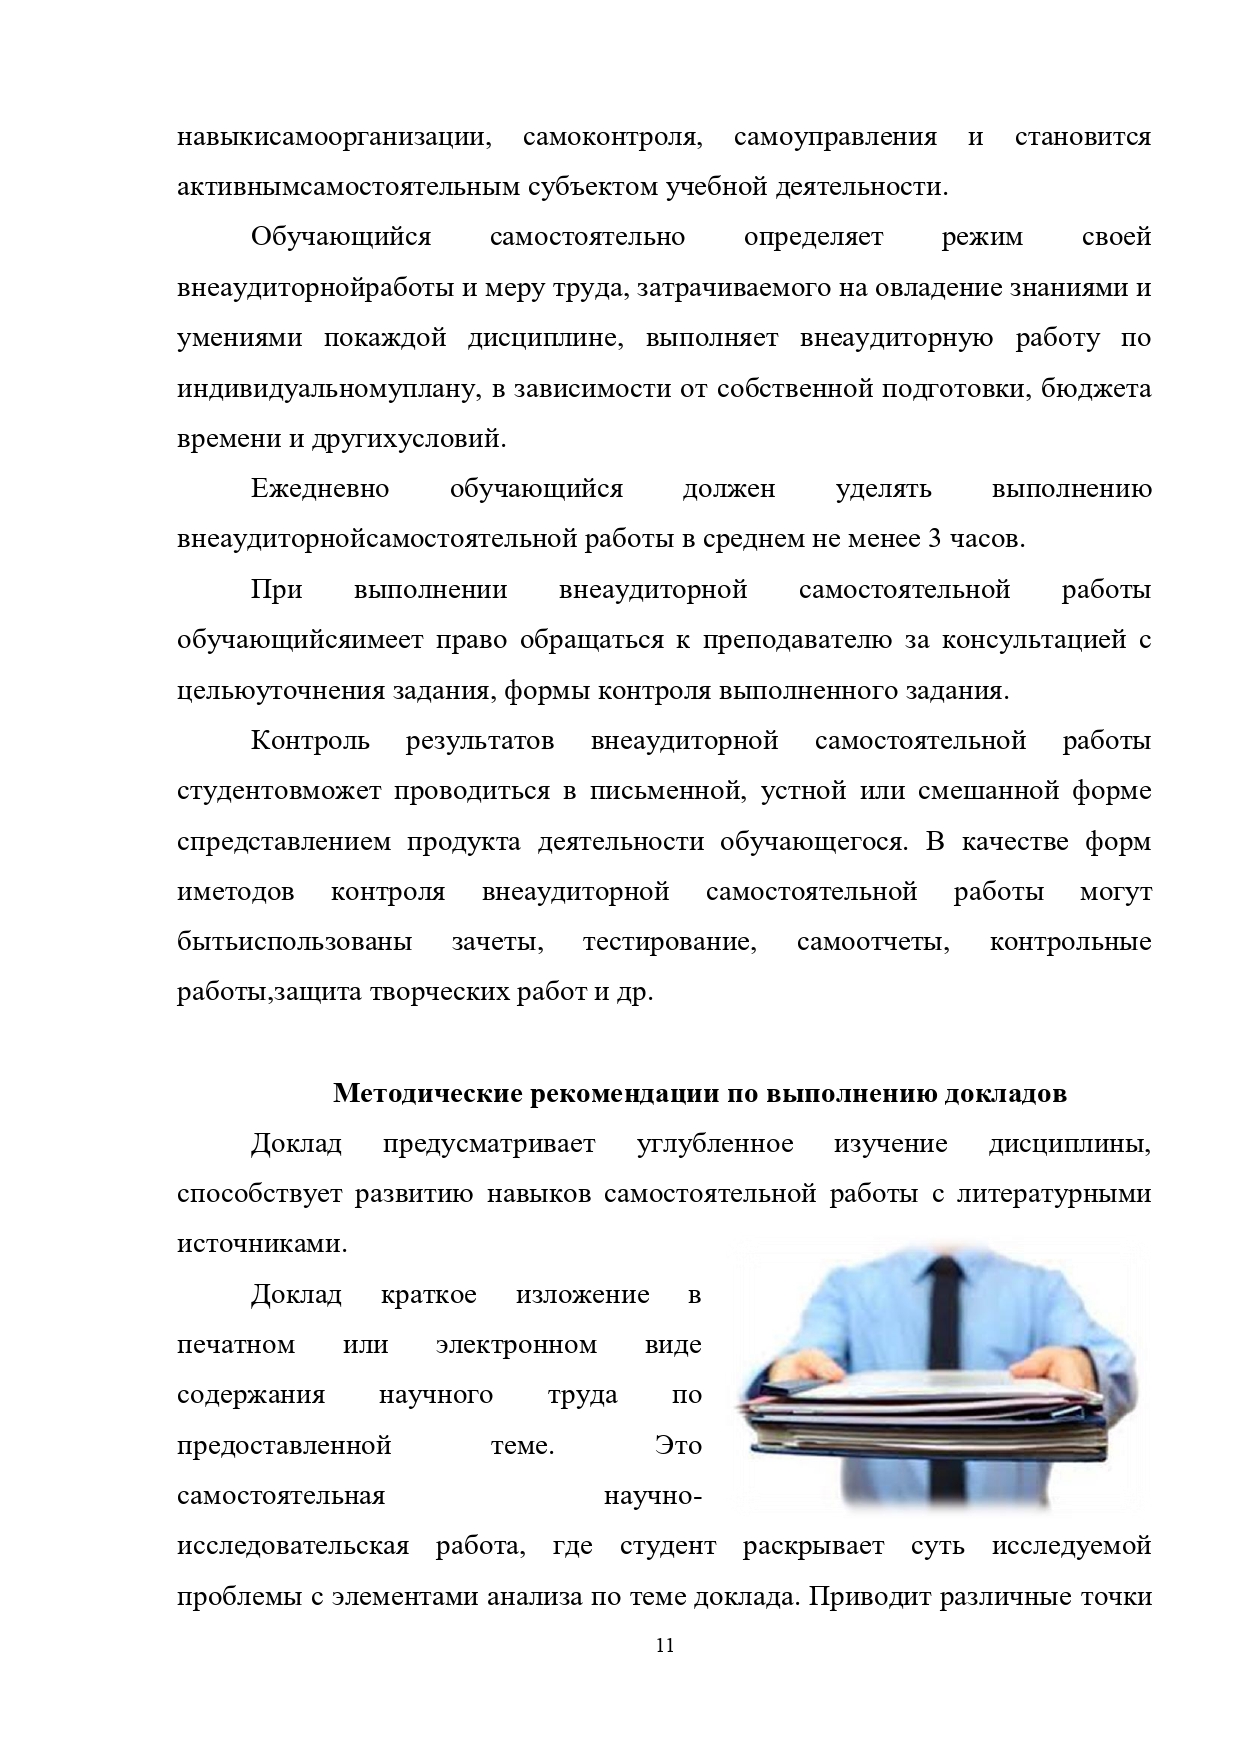 навыкисамоорганизации, самоконтроля, самоуправления и становится
активнымсамостоятельным субъектом учебной деятельности.
Обучающийся самостоятельно определяет режим своей
внеаудиторнойработы и меру труда, затрачиваемого на овладение знаниями и
умениями покаждой дисциплине, выполняет внеаудиторную работу по
индивидуальномуплану, в зависимости от собственной подготовки, бюджета
времени и другихусловий.
Ежедневно обучающийся должен уделять выполнению
внеаудиторнойсамостоятельной работы в среднем не менее 3 часов.
При выполнении внеаудиторной самостоятельной работы
обучающийсяимеет право обращаться к преподавателю за консультацией с
цельюуточнения задания, формы контроля выполненного задания.
Контроль результатов внеаудиторной самостоятельной работы
студентовможет проводиться в письменной, устной или смешанной форме
спредставлением продукта деятельности обучающегося. В качестве форм
иметодов контроля внеаудиторной самостоятельной работы могут
бытьиспользованы зачеты, тестирование, самоотчеты, контрольные
работы,защита творческих работ и др.
Методические рекомендации по выполнению докладов
Доклад предусматривает углубленное изучение дисциплины,
способствует развитию навыков самостоятельной работы с литературными
источниками.
Доклад краткое изложение в
печатном или электронном виде
содержания научного труда по
предоставленной теме. Это
самостоятельная научно-
исследовательская работа, где студент раскрывает суть исследуемой
проблемы с элементами анализа по теме доклада. Приводит различные точки
11